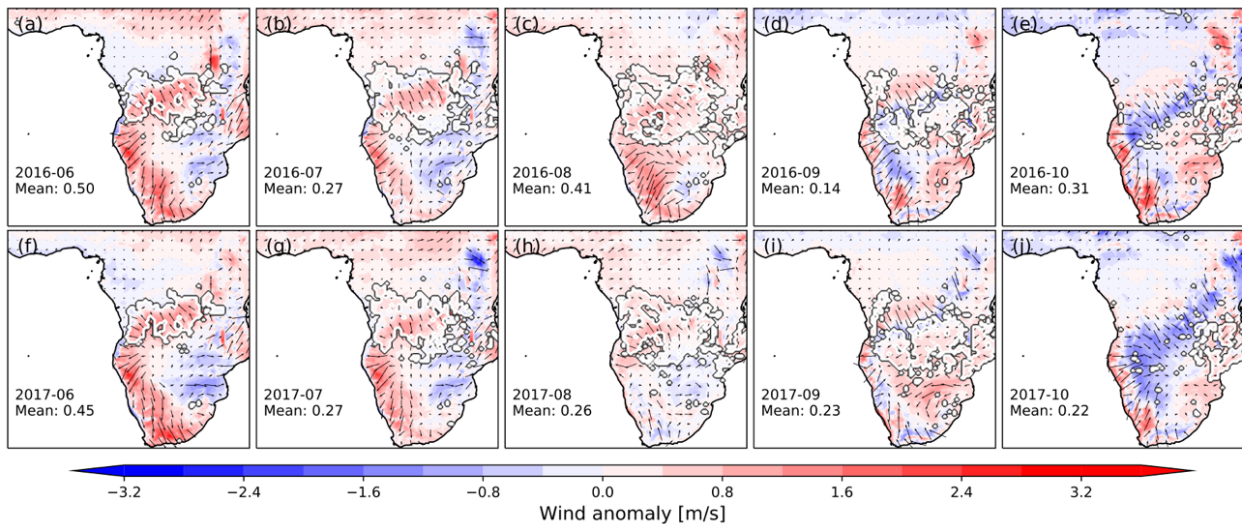 (a) (b) (c) (d) (e)
2016-06 2016-07 2016-08 2016-09 2016-10
Mean: 0.50 Mean: 0.27 Mean: 0.41 Mean: 0.14 Mean: 0.31
(f) (g) (h) (i) (j)
2017-06 2017-07 2017-08 2017-09 2017-10
Mean: 0.45 Mean: 0.27 Mean: 0.26 Mean: 0.23 Mean: 0.22
−3.2 −2.4 −1.6 −0.8 0.0 0.8 1.6 2.4 3.2
Wind anomaly [m/s]